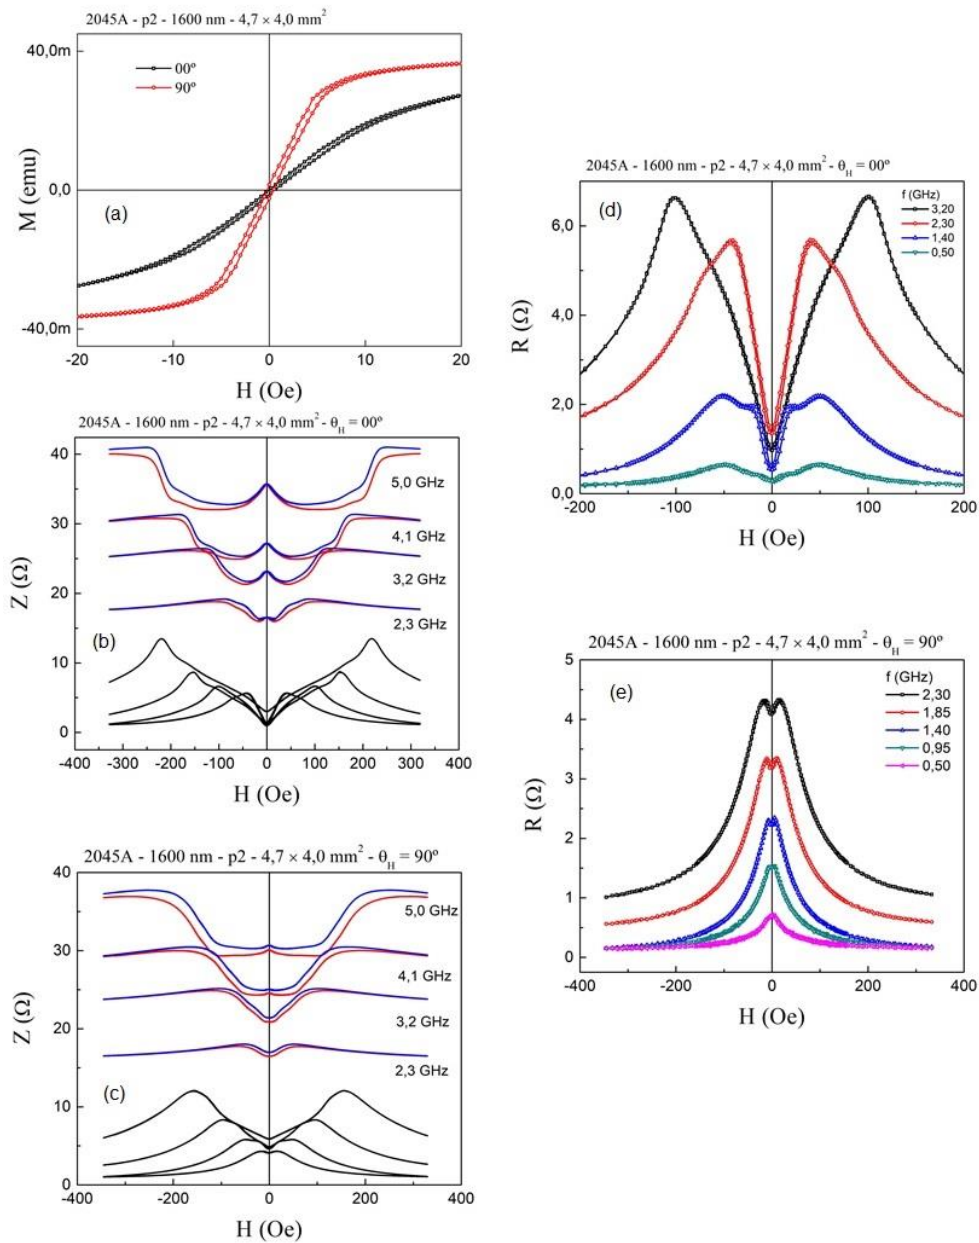 2045A - p2 - 1600 nm - 4,7 × 4,0 mm²
40,0m
00º
90º
M (emu)
0,0
(a)
-40,0m
-20 -10 0 10 20
H (Oe)
2045A - 1600 nm - p2 - 4,7 × 4,0 mm² - θ_H = 00º
40
5,0 GHz
30
4,1 GHz
Z (Ω)
20
3,2 GHz
2,3 GHz
10
(b)
0
-400 -300 -200 -100 0 100 200 300 400
H (Oe)
2045A - 1600 nm - p2 - 4,7 × 4,0 mm² - θ_H = 90º
40
5,0 GHz
30
4,1 GHz
Z (Ω)
20
3,2 GHz
2,3 GHz
10
(c)
0
-400 -200 0 200 400
H (Oe)
2045A - 1600 nm - p2 - 4,7 × 4,0 mm² - θ_H = 00º
(d)
f (GHz)
3,20
2,30
1,40
0,50
6,0
4,0
R (Ω)
2,0
0,0
-200 -100 0 100 200
H (Oe)
2045A - 1600 nm - p2 - 4,7 × 4,0 mm² - θ_H = 90º
5
(e)
f (GHz)
2,30
1,85
1,40
0,95
0,50
4
3
R (Ω)
2
1
0
-400 -200 0 200 400
H (Oe)